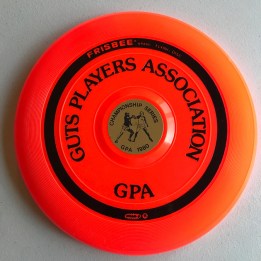 FRISBEE
GUTS PLAYERS ASSOCIATION
CHAMPIONSHIP SERIES
GPA 1980
GPA